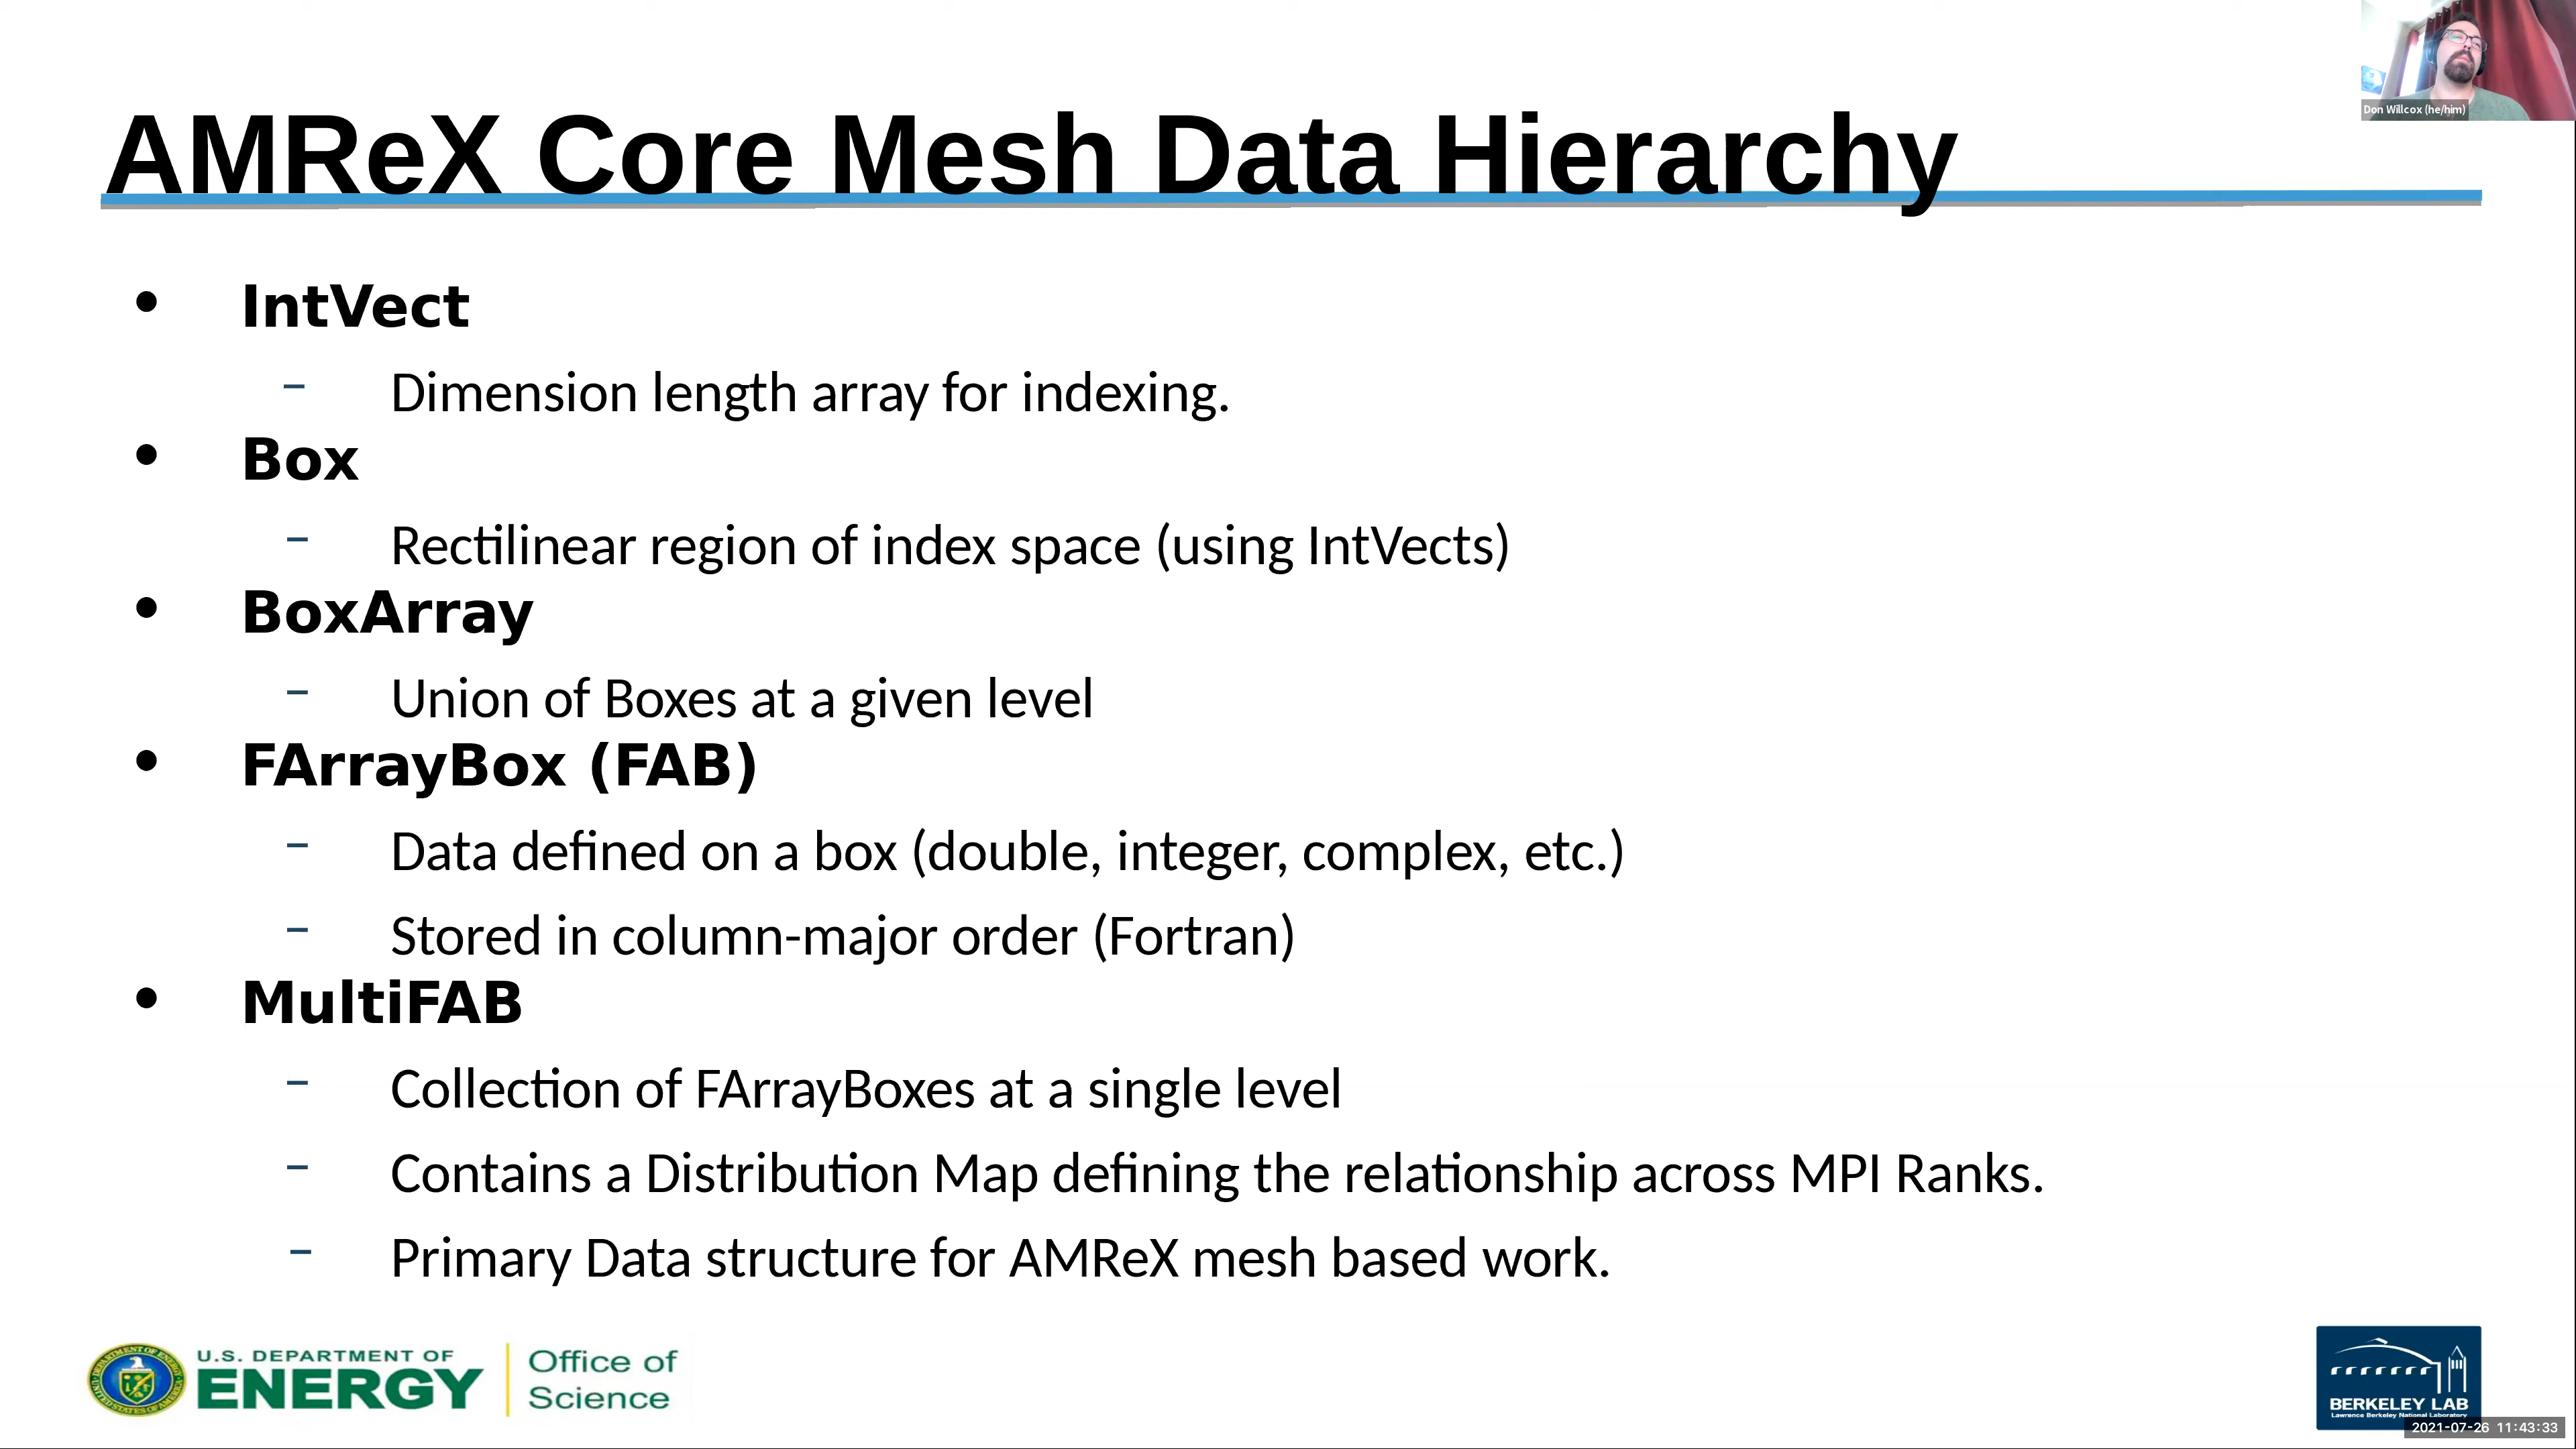 Don Willcox (he/him)
AMReX Core Mesh Data Hierarchy
• IntVect
– Dimension length array for indexing.
• Box
– Rectilinear region of index space (using IntVects)
• BoxArray
– Union of Boxes at a given level
• FArrayBox (FAB)
– Data defined on a box (double, integer, complex, etc.)
– Stored in column-major order (Fortran)
• MultiFAB
– Collection of FArrayBoxes at a single level
– Contains a Distribution Map defining the relationship across MPI Ranks.
– Primary Data structure for AMReX mesh based work.
U.S. DEPARTMENT OF
ENERGY
Office of
Science
BERKELEY LAB
Lawrence Berkeley National Laboratory
2021-07-26 11:43:33